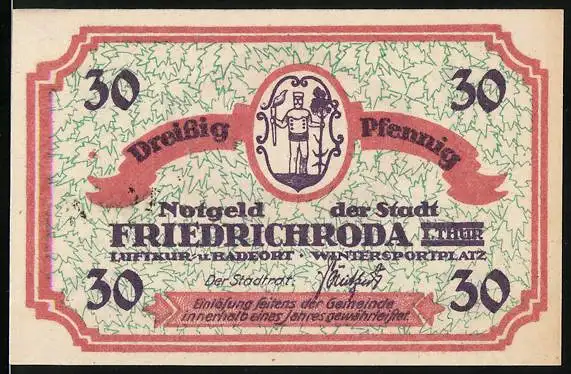 30 30
Dreißig Pfennig
Notgeld der Stadt
FRIEDRICHRODA I. THÜR
LUFTKUR- u. BADEORT · WINTERSPORTPLATZ
Der Stadtrat:
30 30
Einlösung seitens der Gemeinde
innerhalb eines Jahres gewährleistet.